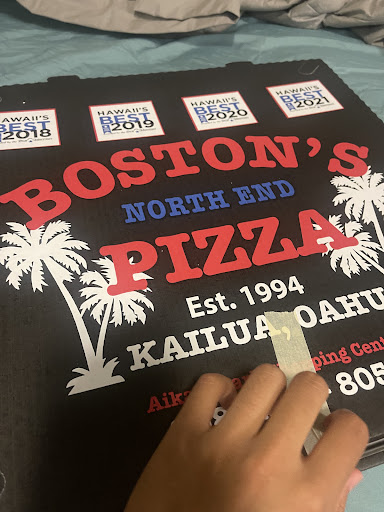 HAWAII'S BEST 2018
HAWAII'S BEST 2019
HAWAII'S BEST 2020
HAWAII'S BEST 2021
BOSTON'S
NORTH END
PIZZA
Est. 1994
KAILUA, OAHU
805